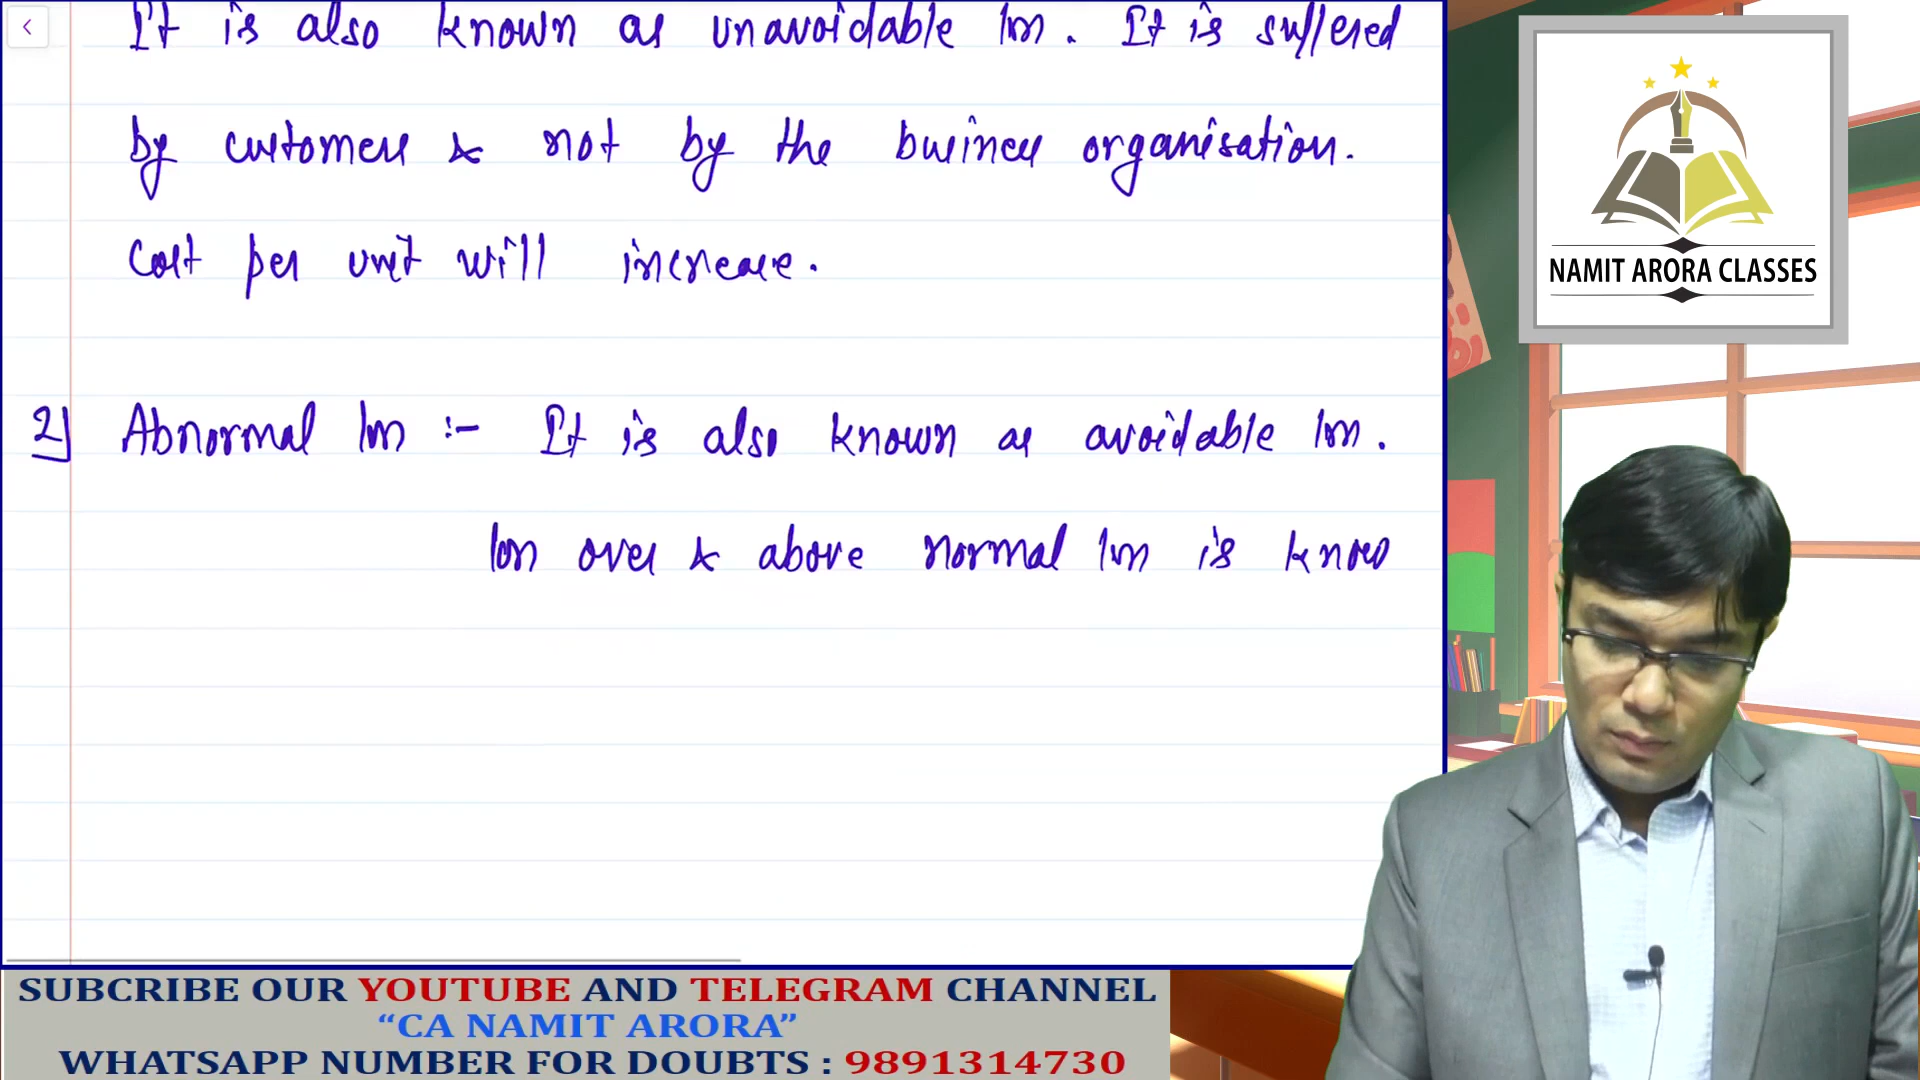 It is also known as unavoidable loss. It is suffered
by customers & not by the business organisation.
Cost per unit will increase.
2) Abnormal loss :- It is also known as avoidable loss.
loss over & above normal loss is know
NAMIT ARORA CLASSES
SUBCRIBE OUR YOUTUBE AND TELEGRAM CHANNEL
“CA NAMIT ARORA”
WHATSAPP NUMBER FOR DOUBTS : 9891314730